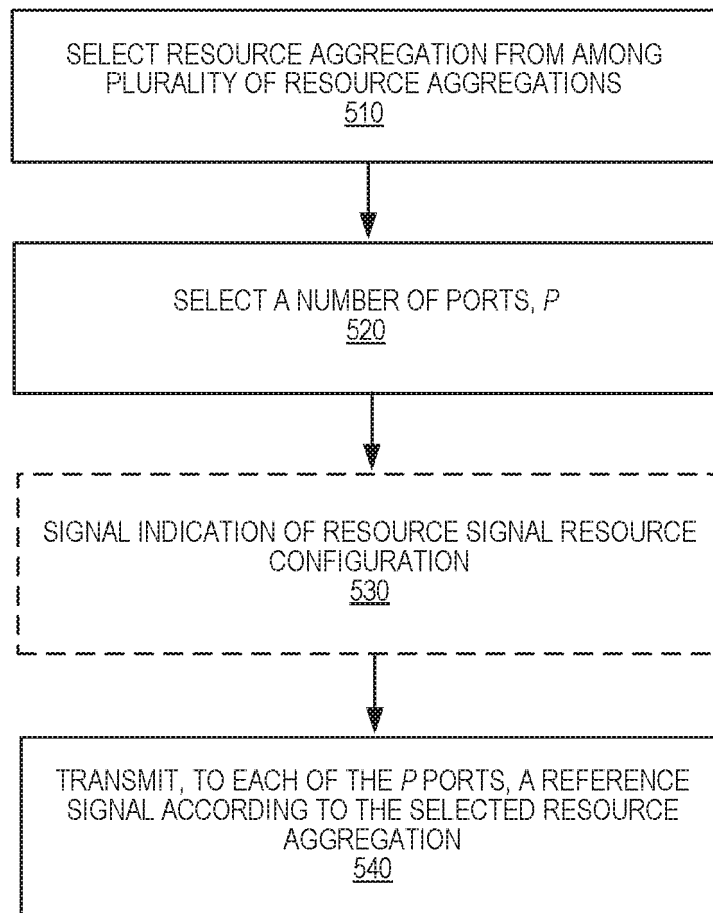 SELECT RESOURCE AGGREGATION FROM AMONG
PLURALITY OF RESOURCE AGGREGATIONS
510
SELECT A NUMBER OF PORTS, P
520
SIGNAL INDICATION OF RESOURCE SIGNAL RESOURCE
CONFIGURATION
530
TRANSMIT, TO EACH OF THE P PORTS, A REFERENCE
SIGNAL ACCORDING TO THE SELECTED RESOURCE
AGGREGATION
540